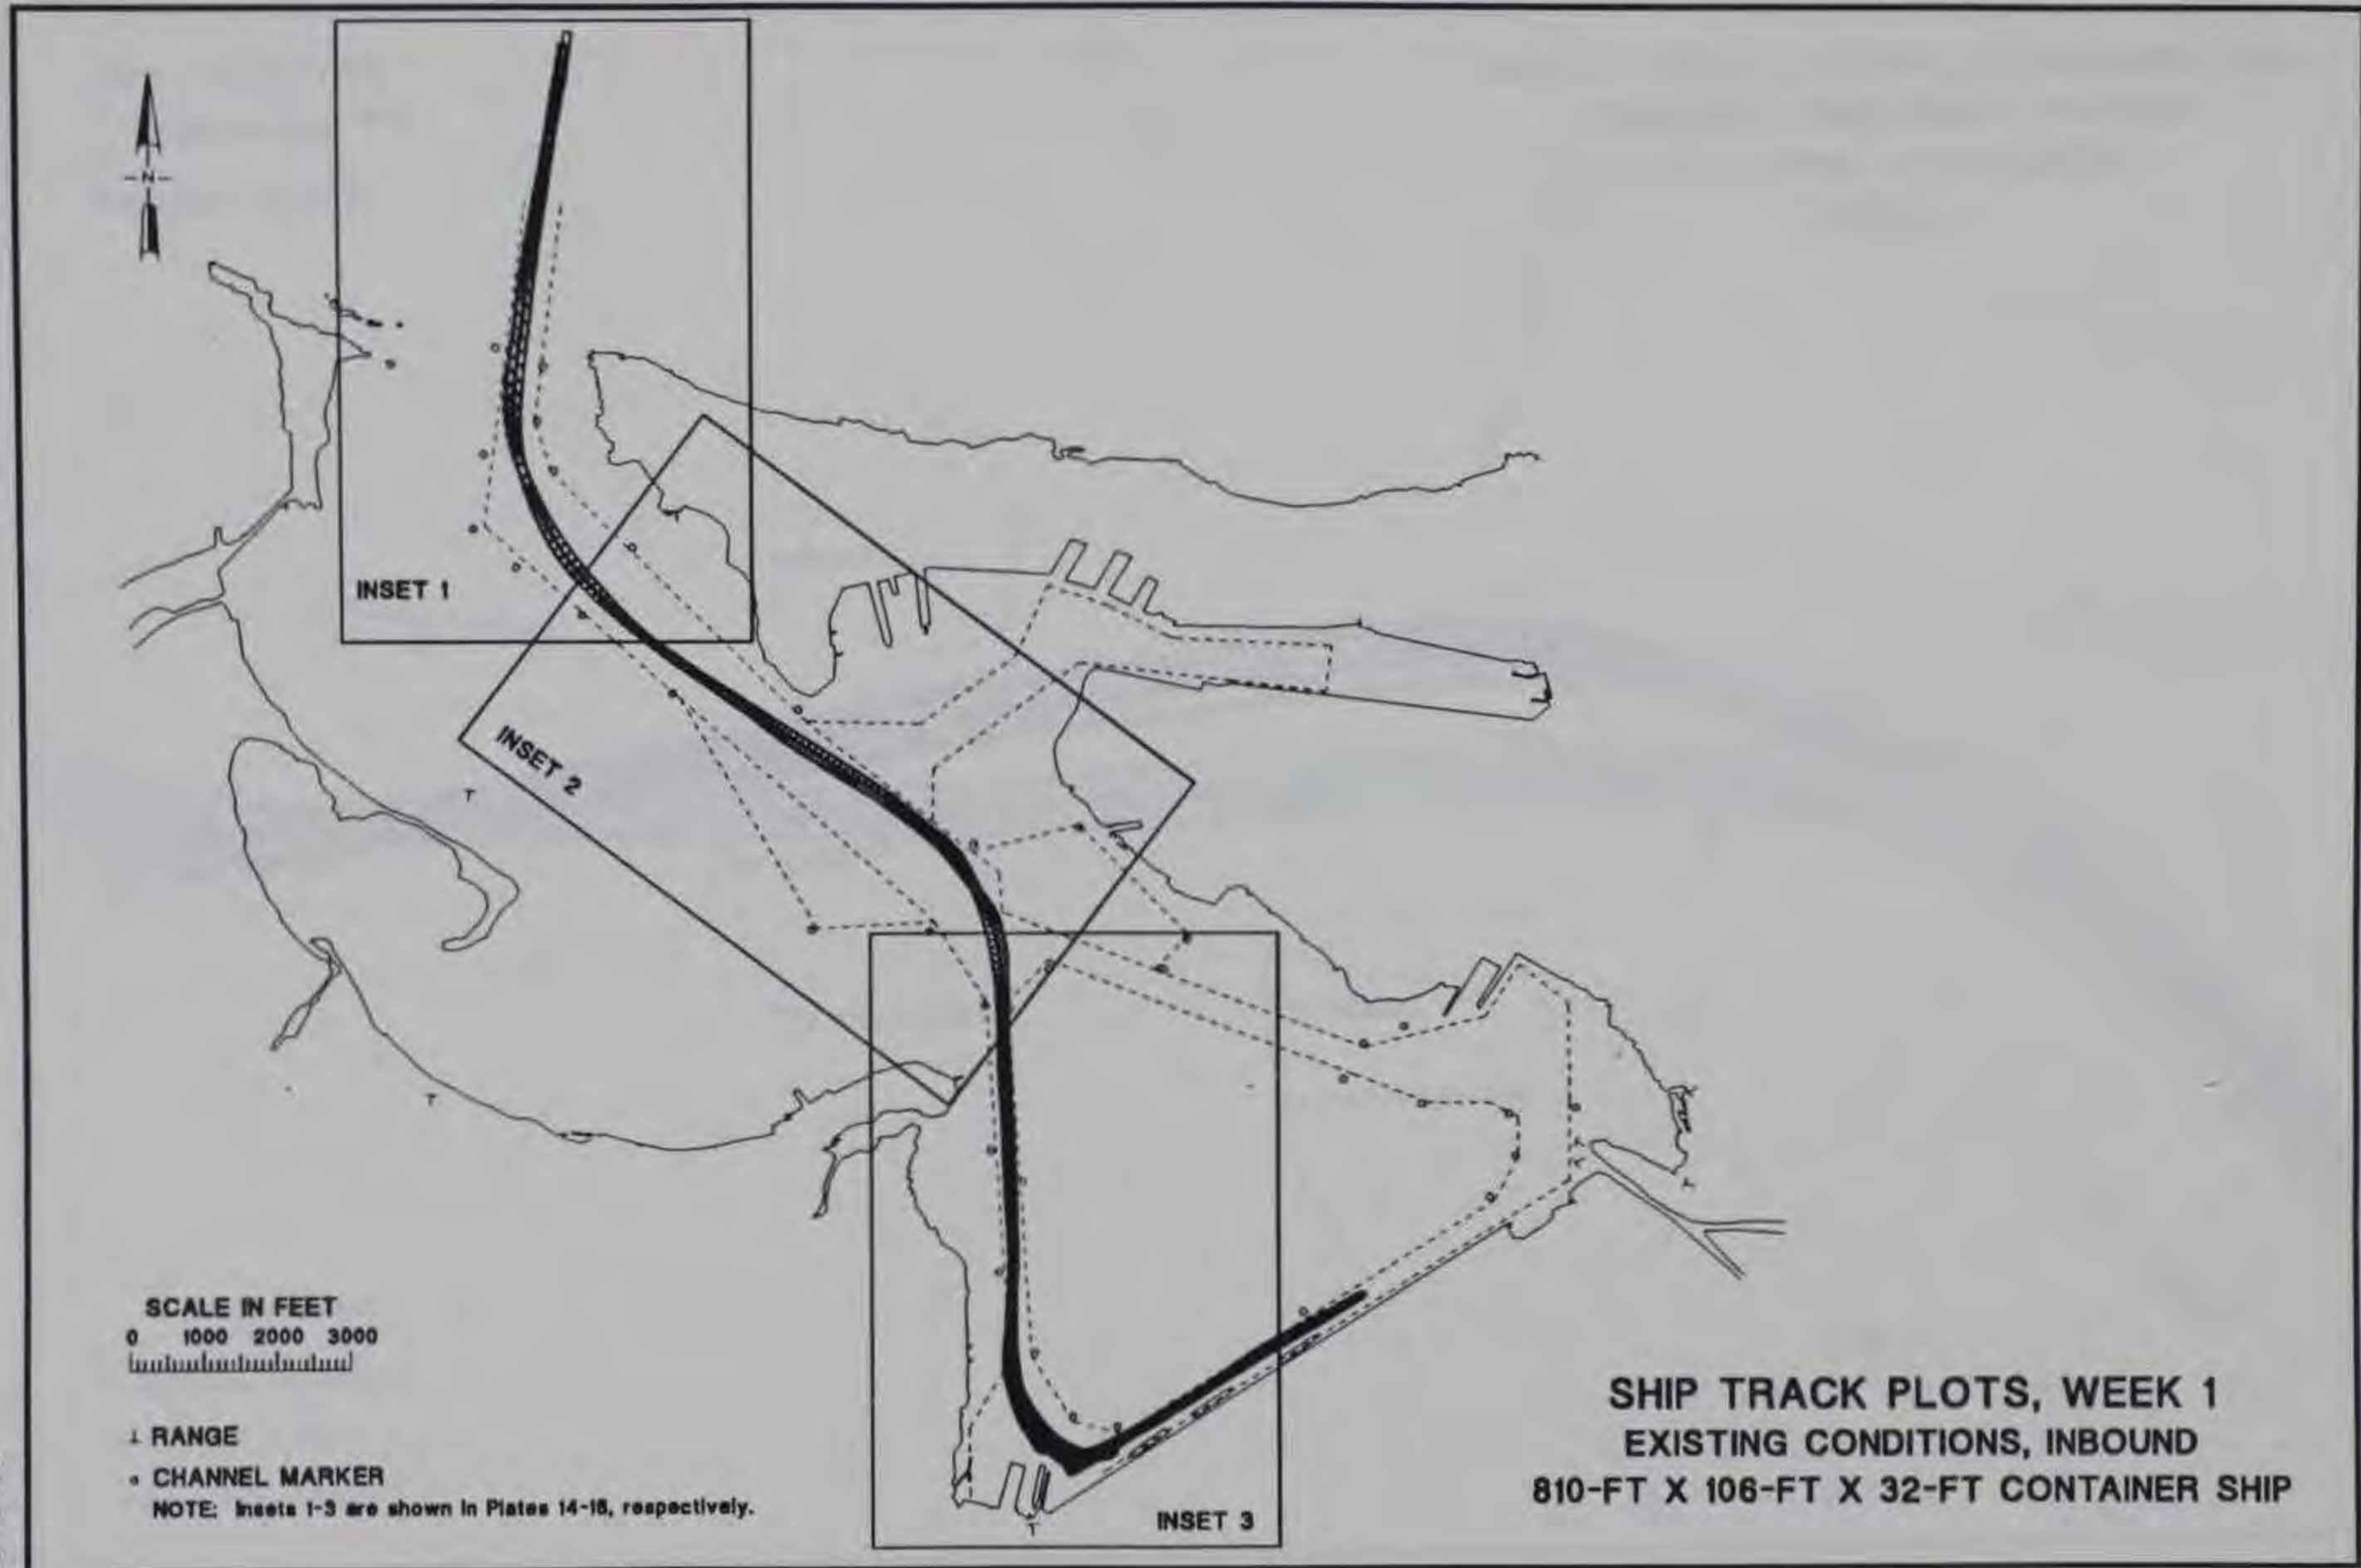 -N-
INSET 1
INSET 2
INSET 3
SCALE IN FEET
0 1000 2000 3000
RANGE
CHANNEL MARKER
NOTE: Insets 1-3 are shown in Plates 14-16, respectively.
SHIP TRACK PLOTS, WEEK 1
EXISTING CONDITIONS, INBOUND
810-FT X 106-FT X 32-FT CONTAINER SHIP